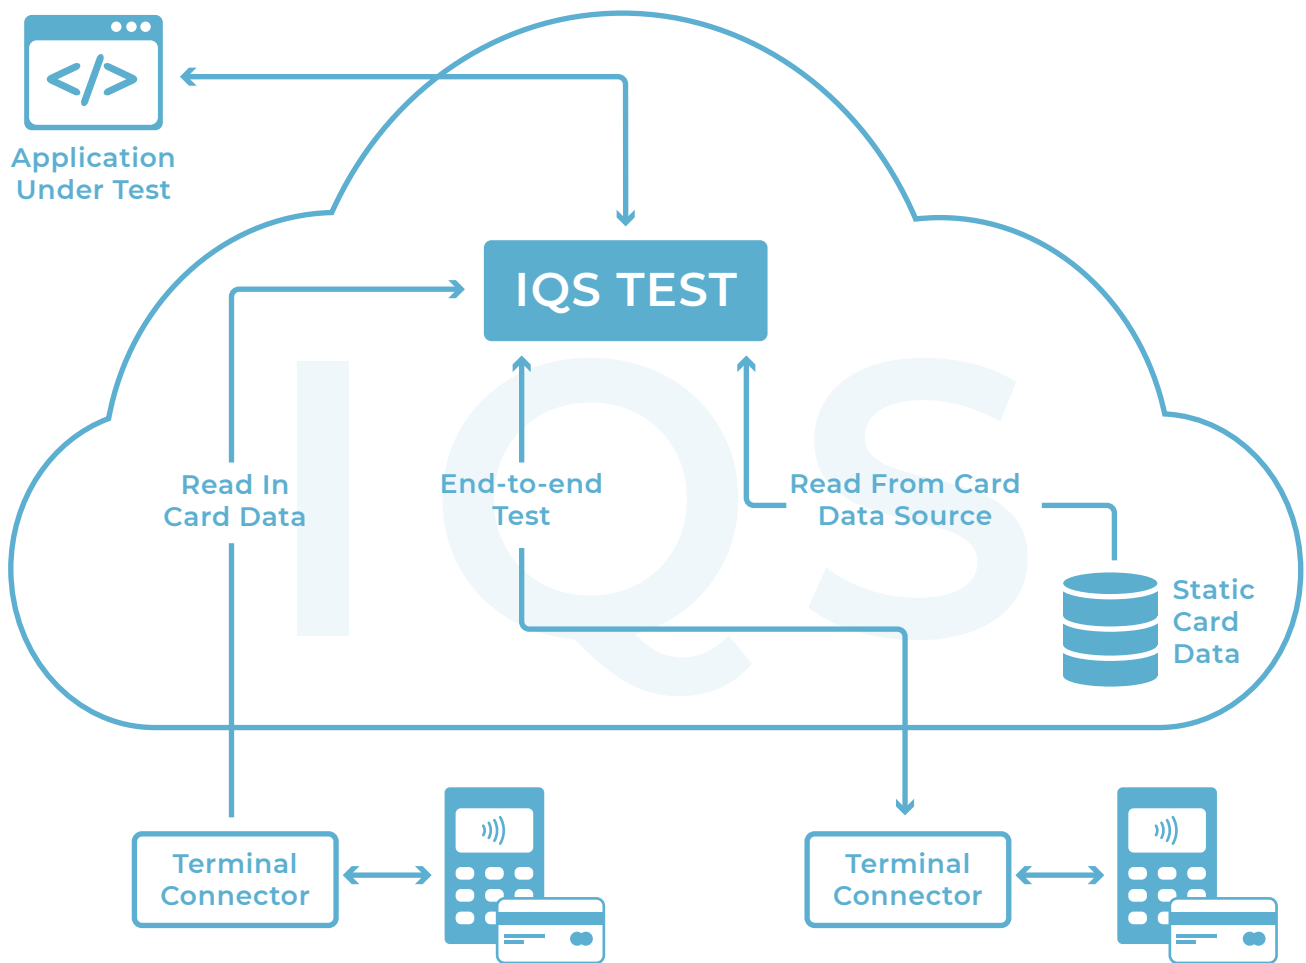 </>
Application
Under Test
IQS TEST
IQS
Read In
Card Data
End-to-end
Test
Read From Card
Data Source
Static
Card
Data
Terminal
Connector
Terminal
Connector